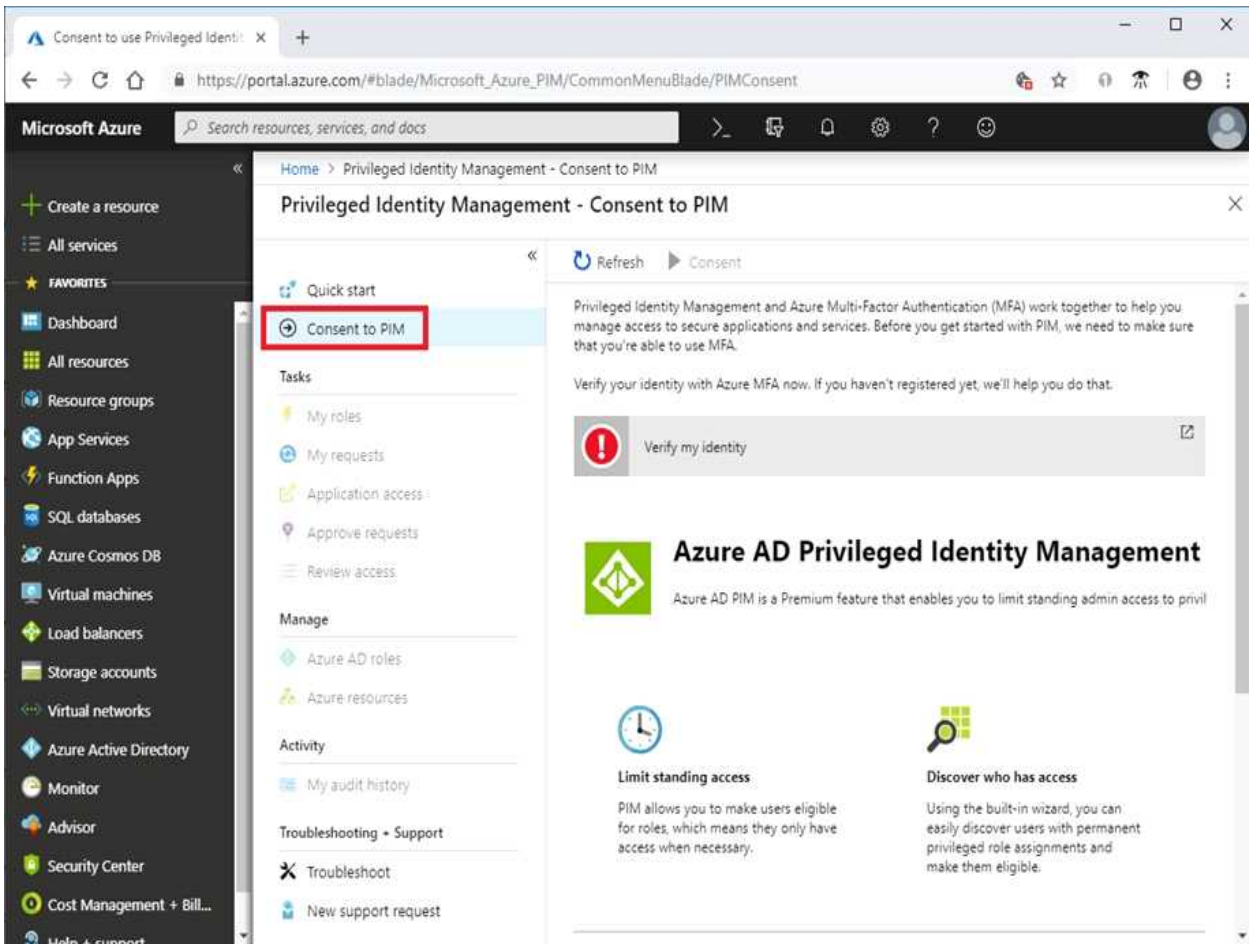 Consent to use Privileged Identit
https://portal.azure.com/#blade/Microsoft_Azure_PIM/CommonMenuBlade/PIMConsent
Microsoft Azure
Search resources, services, and docs
Create a resource
All services
FAVORITES
Dashboard
All resources
Resource groups
App Services
Function Apps
SQL databases
Azure Cosmos DB
Virtual machines
Load balancers
Storage accounts
Virtual networks
Azure Active Directory
Monitor
Advisor
Security Center
Cost Management + Bill...
Help + support
Home > Privileged Identity Management - Consent to PIM
Privileged Identity Management - Consent to PIM
Quick start
Consent to PIM
Tasks
My roles
My requests
Application access
Approve requests
Review access
Manage
Azure AD roles
Azure resources
Activity
My audit history
Troubleshooting + Support
Troubleshoot
New support request
Refresh
Consent
Privileged Identity Management and Azure Multi-Factor Authentication (MFA) work together to help you
manage access to secure applications and services. Before you get started with PIM, we need to make sure
that you're able to use MFA.
Verify your identity with Azure MFA now. If you haven't registered yet, we'll help you do that.
Verify my identity
Azure AD Privileged Identity Management
Azure AD PIM is a Premium feature that enables you to limit standing admin access to privil
Limit standing access
PIM allows you to make users eligible
for roles, which means they only have
access when necessary.
Discover who has access
Using the built-in wizard, you can
easily discover users with permanent
privileged role assignments and
make them eligible.